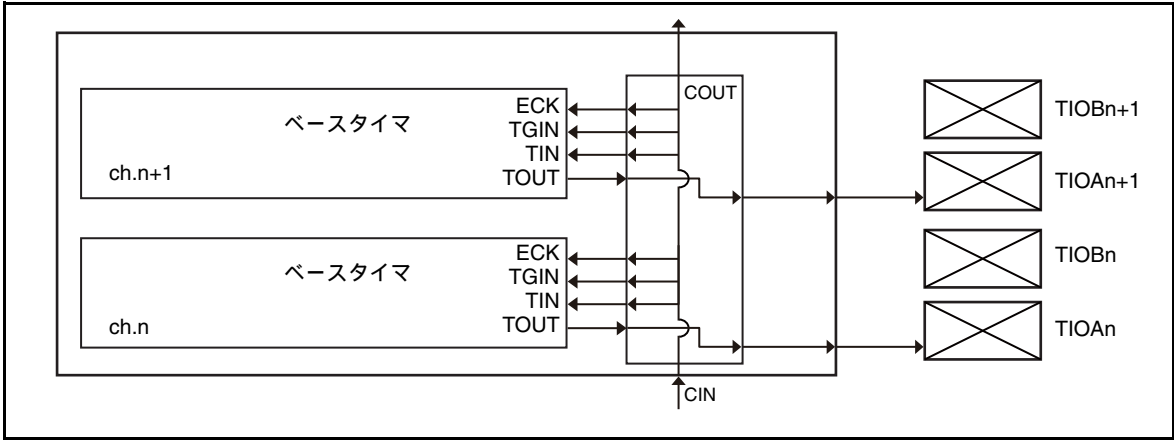 COUT
ECK
TGIN
TIN
TOUT
ベースタイマ
ch.n+1
ECK
TGIN
TIN
TOUT
ベースタイマ
ch.n
CIN
TIOBn+1
TIOAn+1
TIOBn
TIOAn